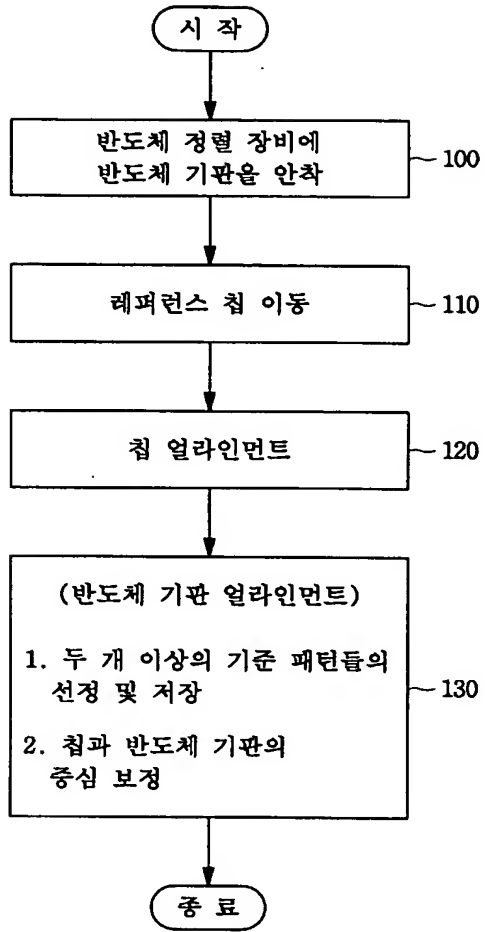 시 작
반도체 정렬 장비에
반도체 기판을 안착
100
레퍼런스 칩 이동
110
칩 얼라인먼트
120
(반도체 기판 얼라인먼트)
1. 두 개 이상의 기준 패턴들의
선정 및 저장
130
2. 칩과 반도체 기판의
중심 보정
종 료